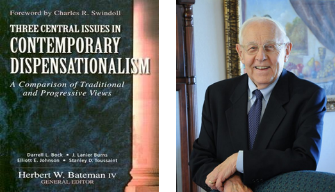 Foreword by Charles R. Swindoll
THREE CENTRAL ISSUES IN
CONTEMPORARY
DISPENSATIONALISM
A Comparison of Traditional
and Progressive Views
Darrell L. Bock • J. Lanier Burns
Elliott E. Johnson • Stanley D. Toussaint
Herbert W. Bateman IV
GENERAL EDITOR